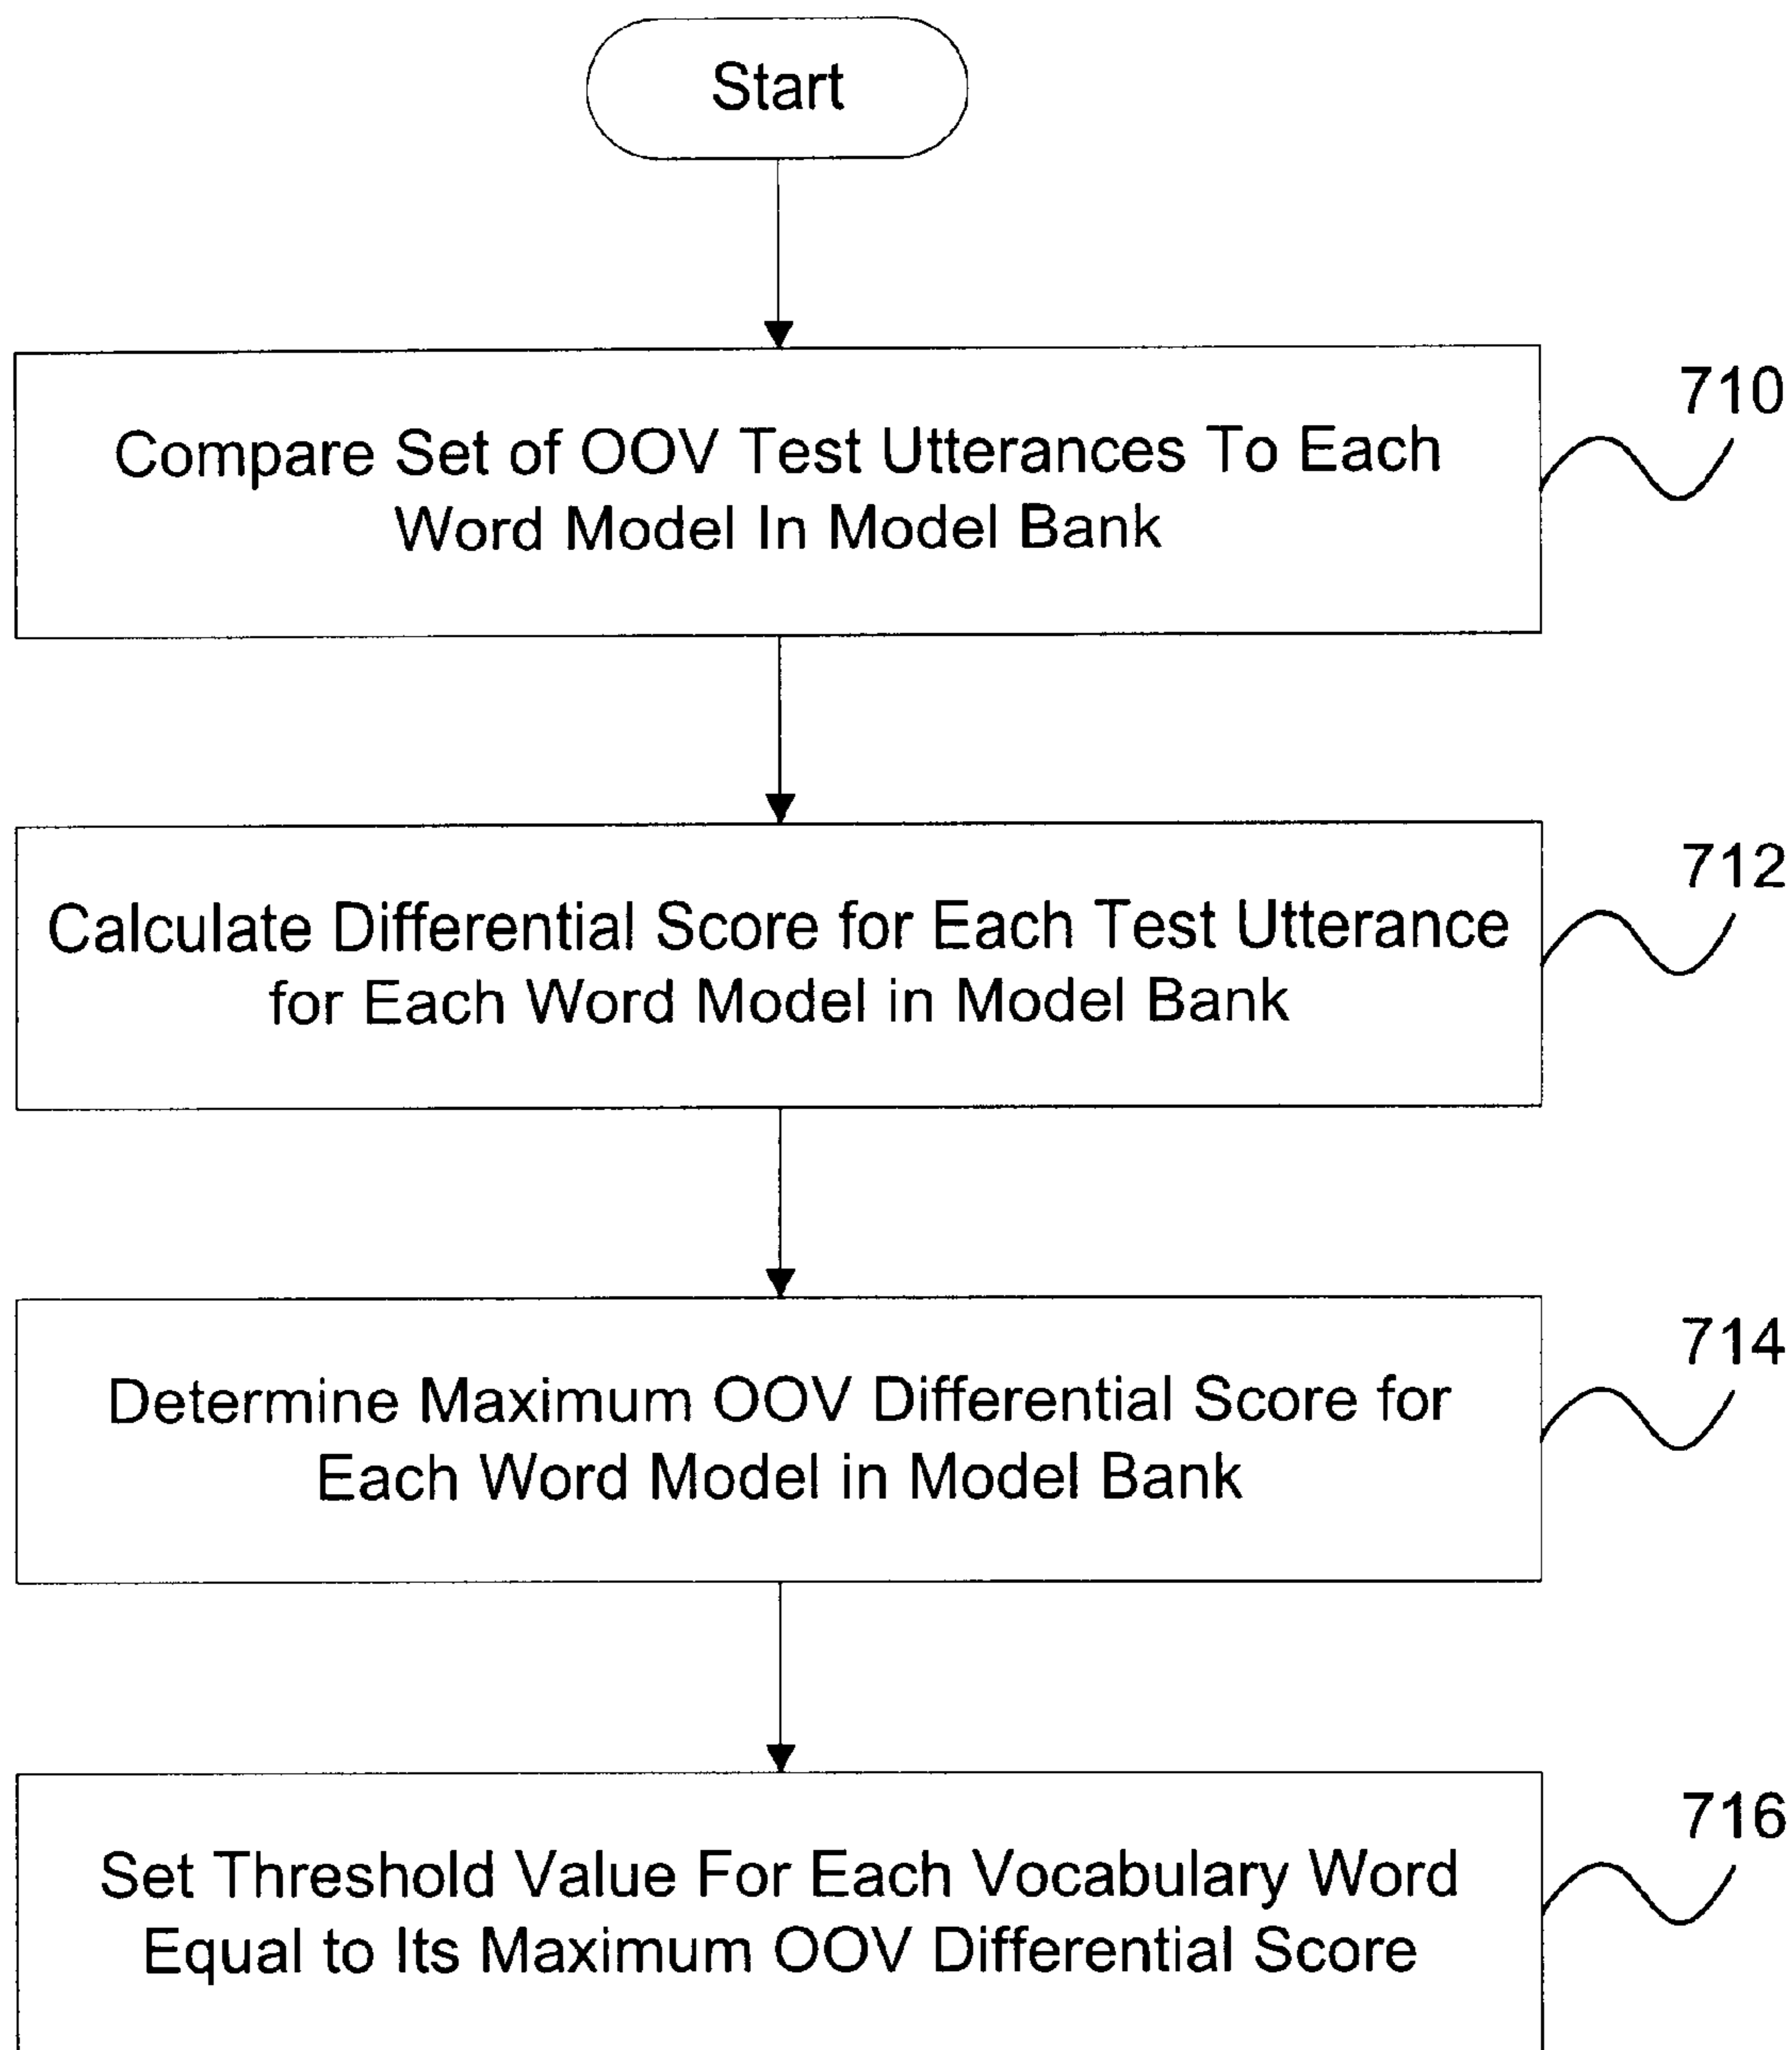 Start
710
Compare Set of OOV Test Utterances To Each
Word Model In Model Bank
712
Calculate Differential Score for Each Test Utterance
for Each Word Model in Model Bank
714
Determine Maximum OOV Differential Score for
Each Word Model in Model Bank
716
Set Threshold Value For Each Vocabulary Word
Equal to Its Maximum OOV Differential Score